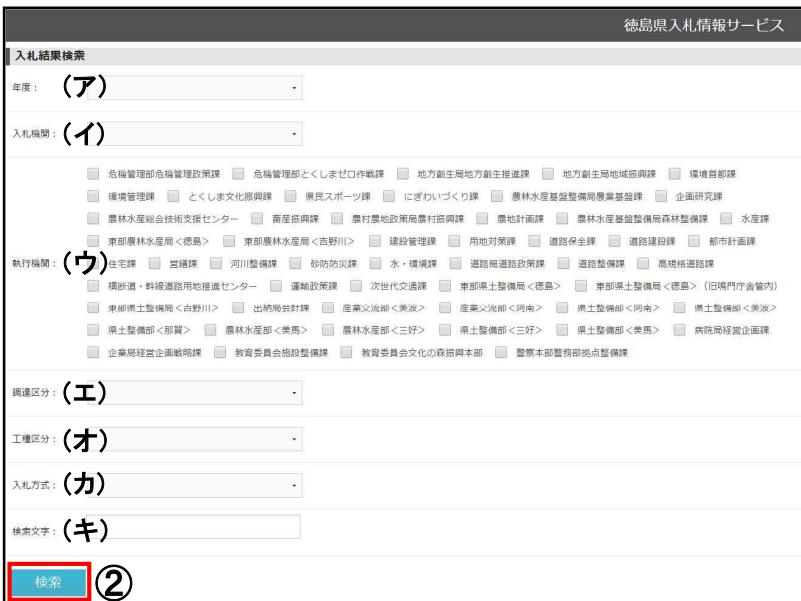 徳島県入札情報サービス
入札結果検索
年度： (ア)
入札機関： (イ)
危機管理部危機管理政策課 危機管理部とくしまゼロ作戦課 地方創生局地方創生推進課 地方創生局地域振興課 環境首都課
環境管理課 とくしま文化振興課 県民スポーツ課 にぎわいづくり課 農林水産基盤整備局農業基盤課 企画研究課
農林水産総合技術支援センター 畜産振興課 農村農地政策局農村振興課 農地計画課 農林水産基盤整備局森林整備課 水産課
東部農林水産局＜徳島＞ 東部農林水産局＜吉野川＞ 建設管理課 用地対策課 道路保全課 道路建設課 都市計画課
執行機関： (ウ) 住宅課 営繕課 河川整備課 砂防防災課 水・環境課 道路局道路政策課 道路整備課 高規格道路課
横断道・幹線道路用地推進センター 運輸政策課 次世代交通課 東部県土整備局＜徳島＞ 東部県土整備局＜徳島＞（旧鳴門庁舎管内）
東部県土整備局＜吉野川＞ 出納局会計課 産業交流部＜美波＞ 産業交流部＜阿南＞ 県土整備部＜阿南＞ 県土整備部＜美波＞
県土整備部＜那賀＞ 農林水産部＜美馬＞ 農林水産部＜三好＞ 県土整備部＜三好＞ 県土整備部＜美馬＞ 病院局経営企画課
企業局経営企画戦略課 教育委員会施設整備課 教育委員会文化の森振興本部 警察本部警務部拠点整備課
調達区分： (エ)
工種区分： (オ)
入札方式： (カ)
検索文字： (キ)
検索 ②